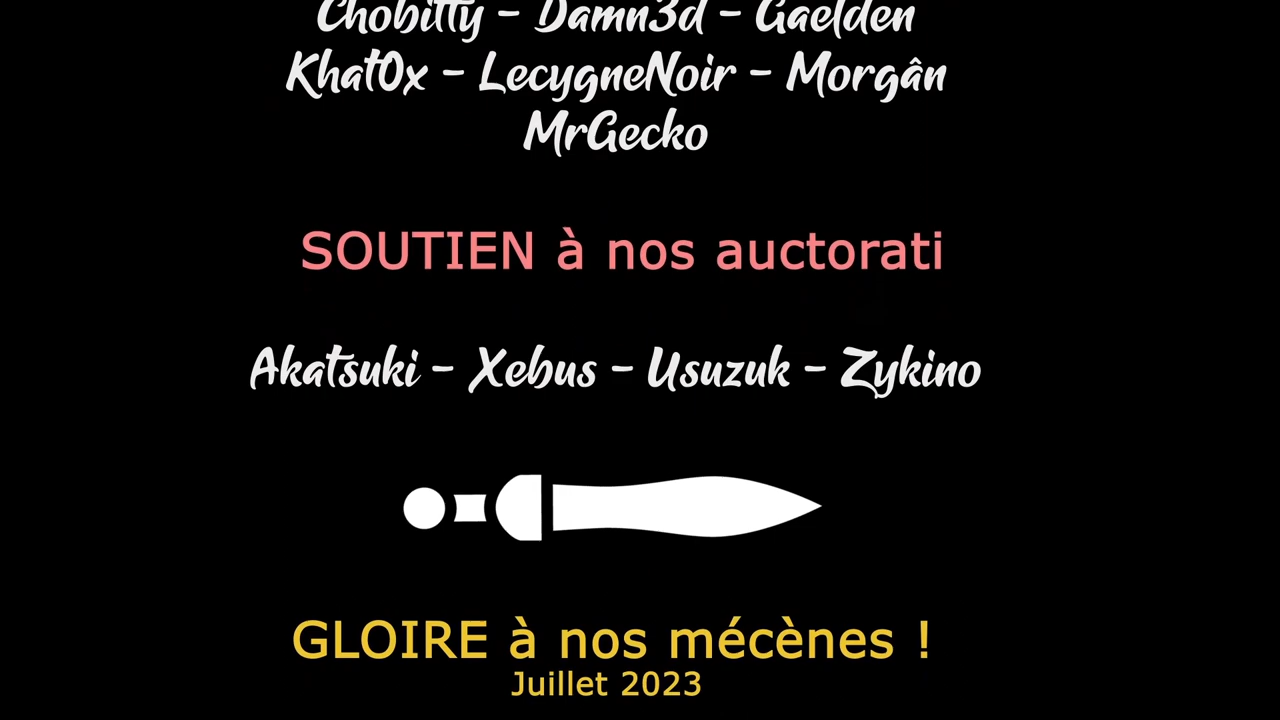 Chobitty - Damn3d - Gaelden
Khat0x - LecygneNoir - Morgân
MrGecko
SOUTIEN à nos auctorati
Akatsuki - Xebus - Usuzuk - Zykino
GLOIRE à nos mécènes !
Juillet 2023